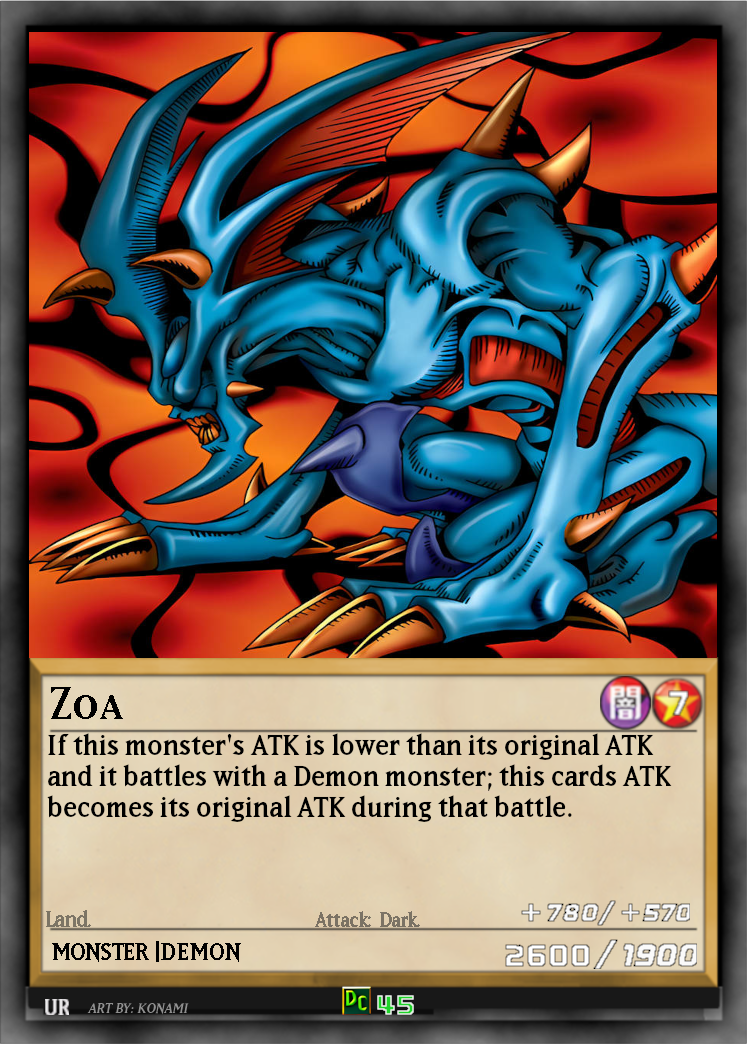 Zoa
闇 7
If this monster's ATK is lower than its original ATK
and it battles with a Demon monster; this cards ATK
becomes its original ATK during that battle.
Land. Attack: Dark. +780/+570
MONSTER |DEMON 2600/1900
UR ART BY: KONAMI DC 45